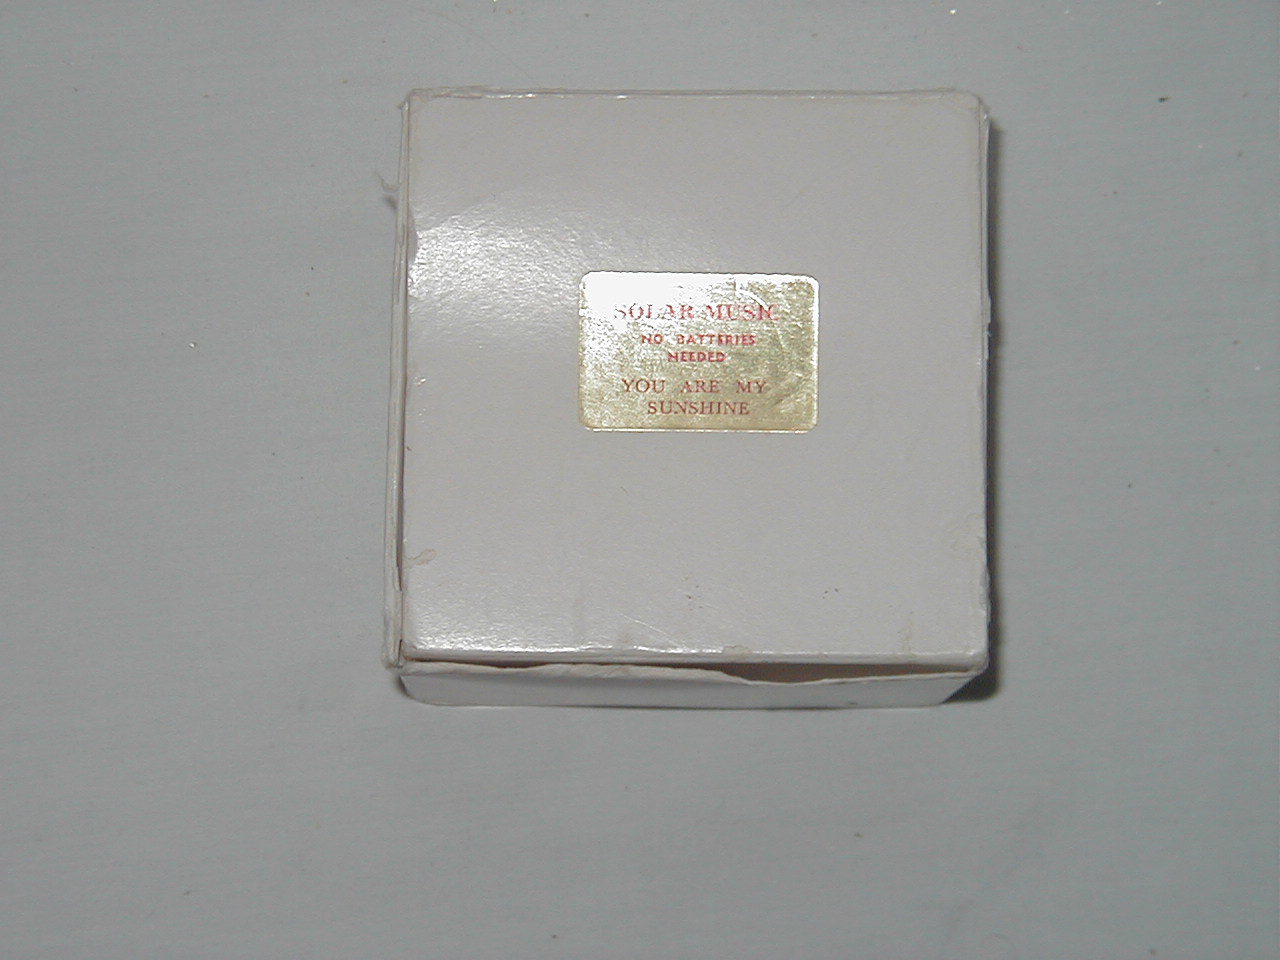 SOLAR MUSIC
NO BATTERIES
NEEDED
YOU ARE MY
SUNSHINE